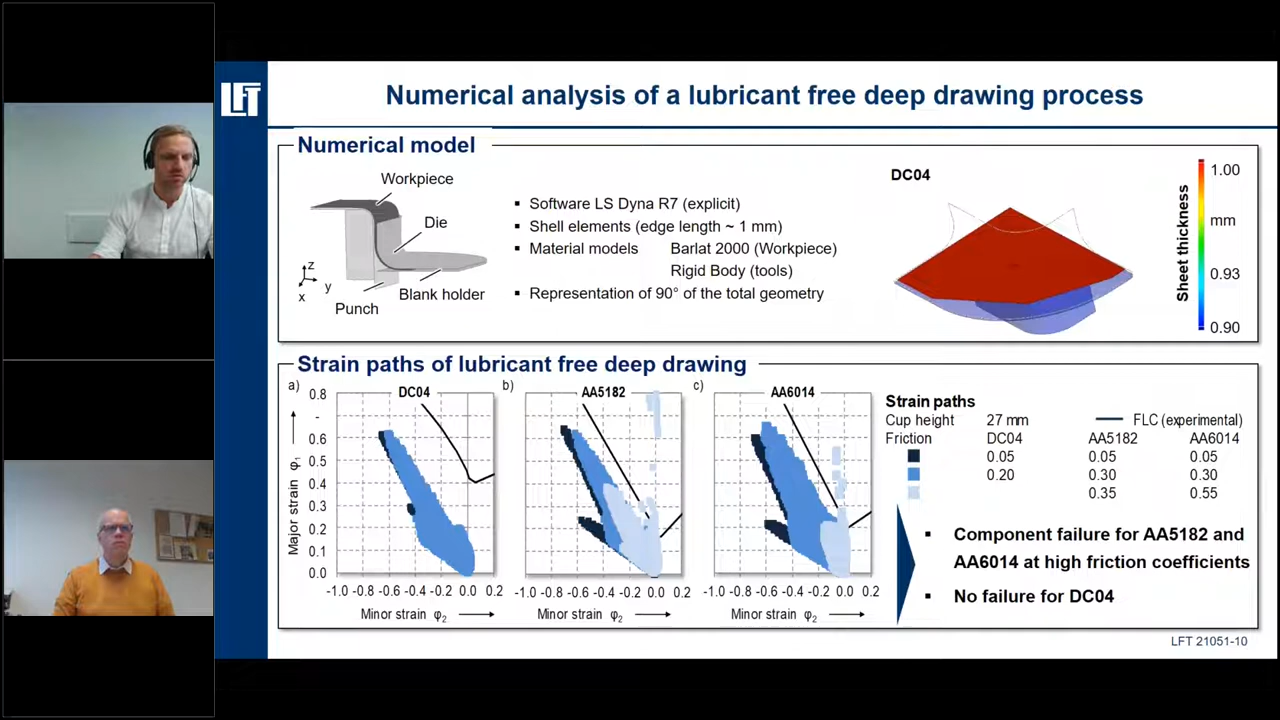 LFT
Numerical analysis of a lubricant free deep drawing process
Numerical model
Workpiece
Die
Blank holder
Punch
z
y
x
▪ Software LS Dyna R7 (explicit)
▪ Shell elements (edge length ~ 1 mm)
▪ Material models Barlat 2000 (Workpiece)
Rigid Body (tools)
▪ Representation of 90° of the total geometry
DC04
Sheet thickness
1.00
mm
0.93
0.90
Strain paths of lubricant free deep drawing
a) DC04
Major strain φ1
0.8
-
0.6
0.5
0.4
0.3
0.2
0.1
0.0
-1.0 -0.8 -0.6 -0.4 -0.2 0.0 0.2
Minor strain φ2
b) AA5182
-1.0 -0.8 -0.6 -0.4 -0.2 0.0 0.2
Minor strain φ2
c) AA6014
-1.0 -0.8 -0.6 -0.4 -0.2 0.0 0.2
Minor strain φ2
Strain paths
Cup height 27 mm FLC (experimental)
Friction DC04 AA5182 AA6014
0.05 0.05 0.05
0.20 0.30 0.30
0.35 0.55
▪ Component failure for AA5182 and
AA6014 at high friction coefficients
▪ No failure for DC04
LFT 21051-10